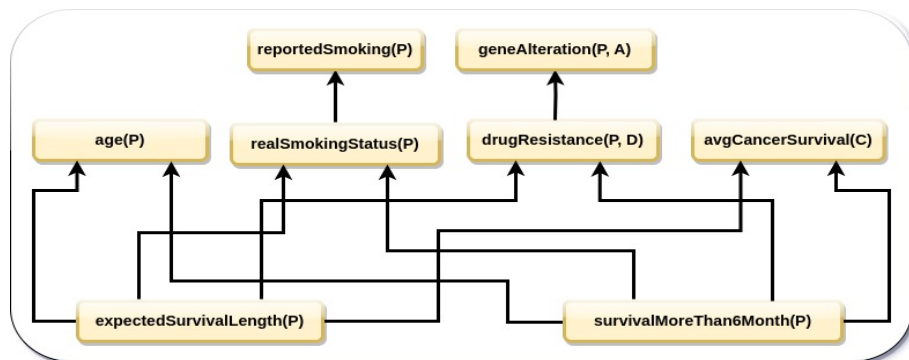 reportedSmoking(P)
geneAlteration(P, A)
age(P)
realSmokingStatus(P)
drugResistance(P, D)
avgCancerSurvival(C)
expectedSurvivalLength(P)
survivalMoreThan6Month(P)